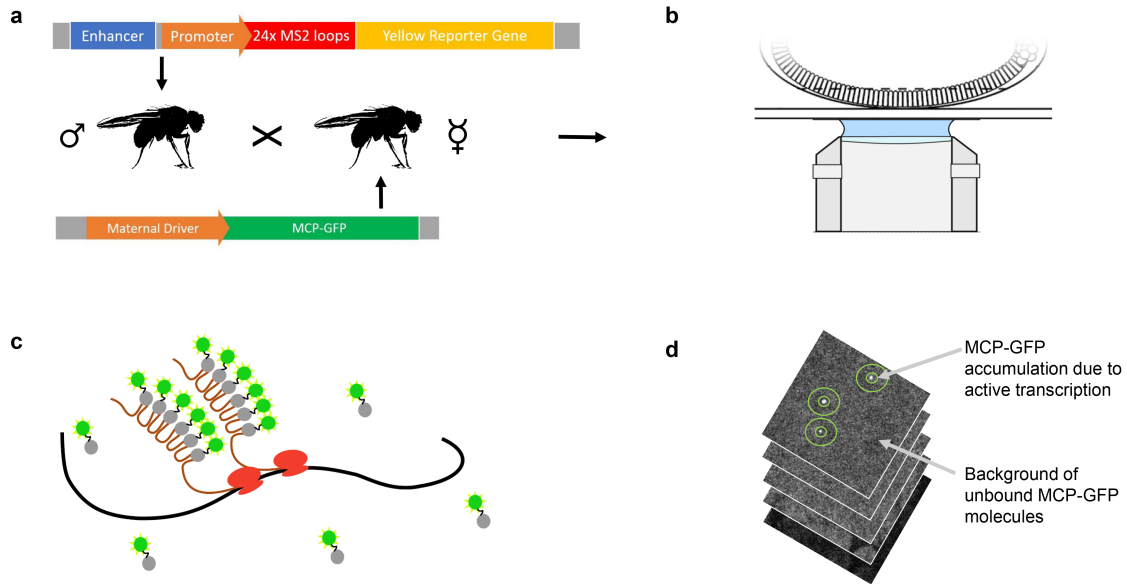 a
Enhancer
Promoter
24x MS2 loops
Yellow Reporter Gene
♂
☿
Maternal Driver
MCP-GFP
b
c
d
MCP-GFP
accumulation due to
active transcription
Background of
unbound MCP-GFP
molecules